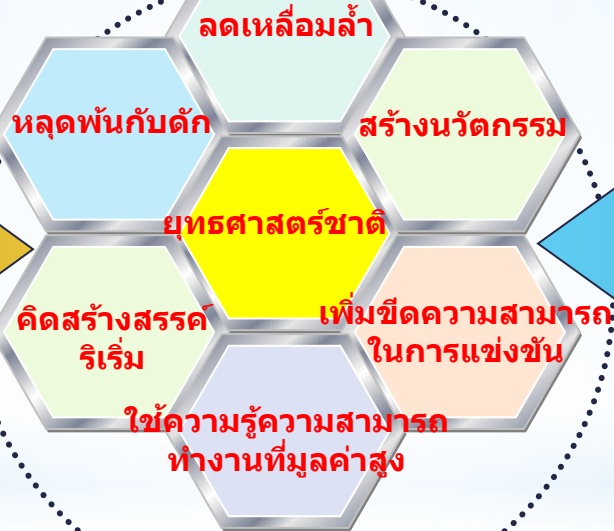 ลดเหลื่อมล้ำ
หลุดพ้นกับดัก
สร้างนวัตกรรม
ยุทธศาสตร์ชาติ
คิดสร้างสรรค์
ริเริ่ม
เพิ่มขีดความสามารถ
ในการแข่งขัน
ใช้ความรู้ความสามารถ
ทำงานที่มูลค่าสูง